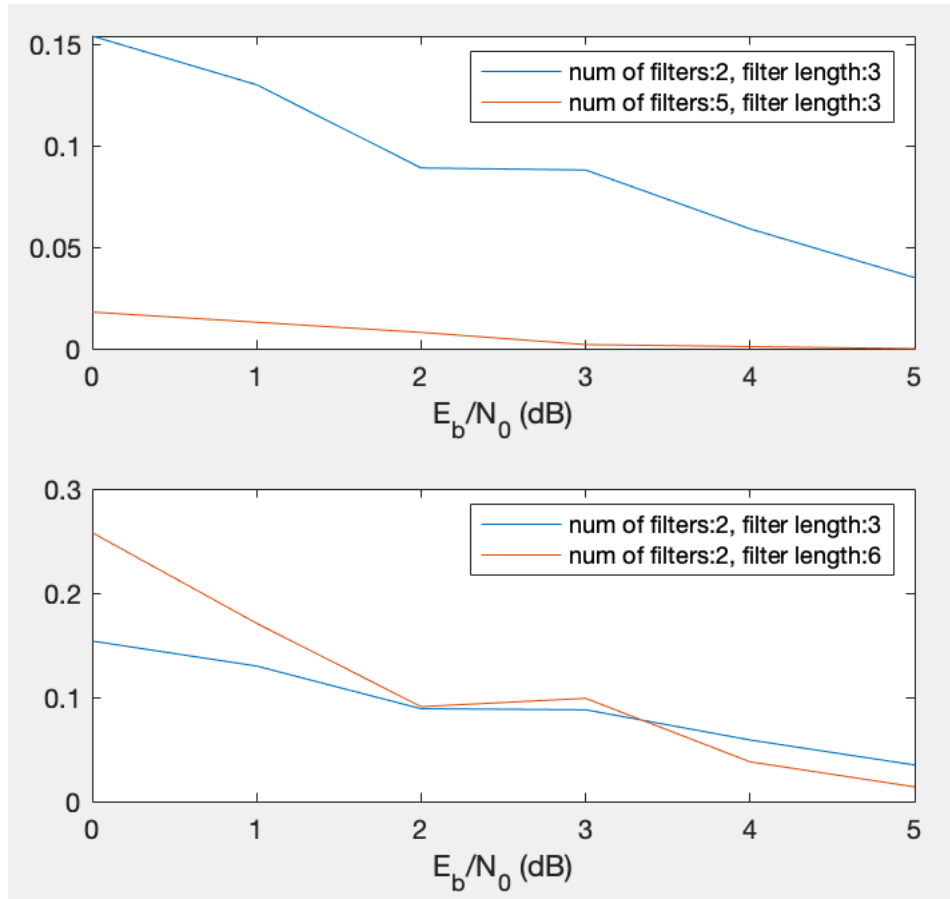 0.15
0.1
0.05
0
num of filters:2, filter length:3
num of filters:5, filter length:3
0 1 2 3 4 5
E_b/N_0 (dB)
0.3
0.2
0.1
0
num of filters:2, filter length:3
num of filters:2, filter length:6
0 1 2 3 4 5
E_b/N_0 (dB)